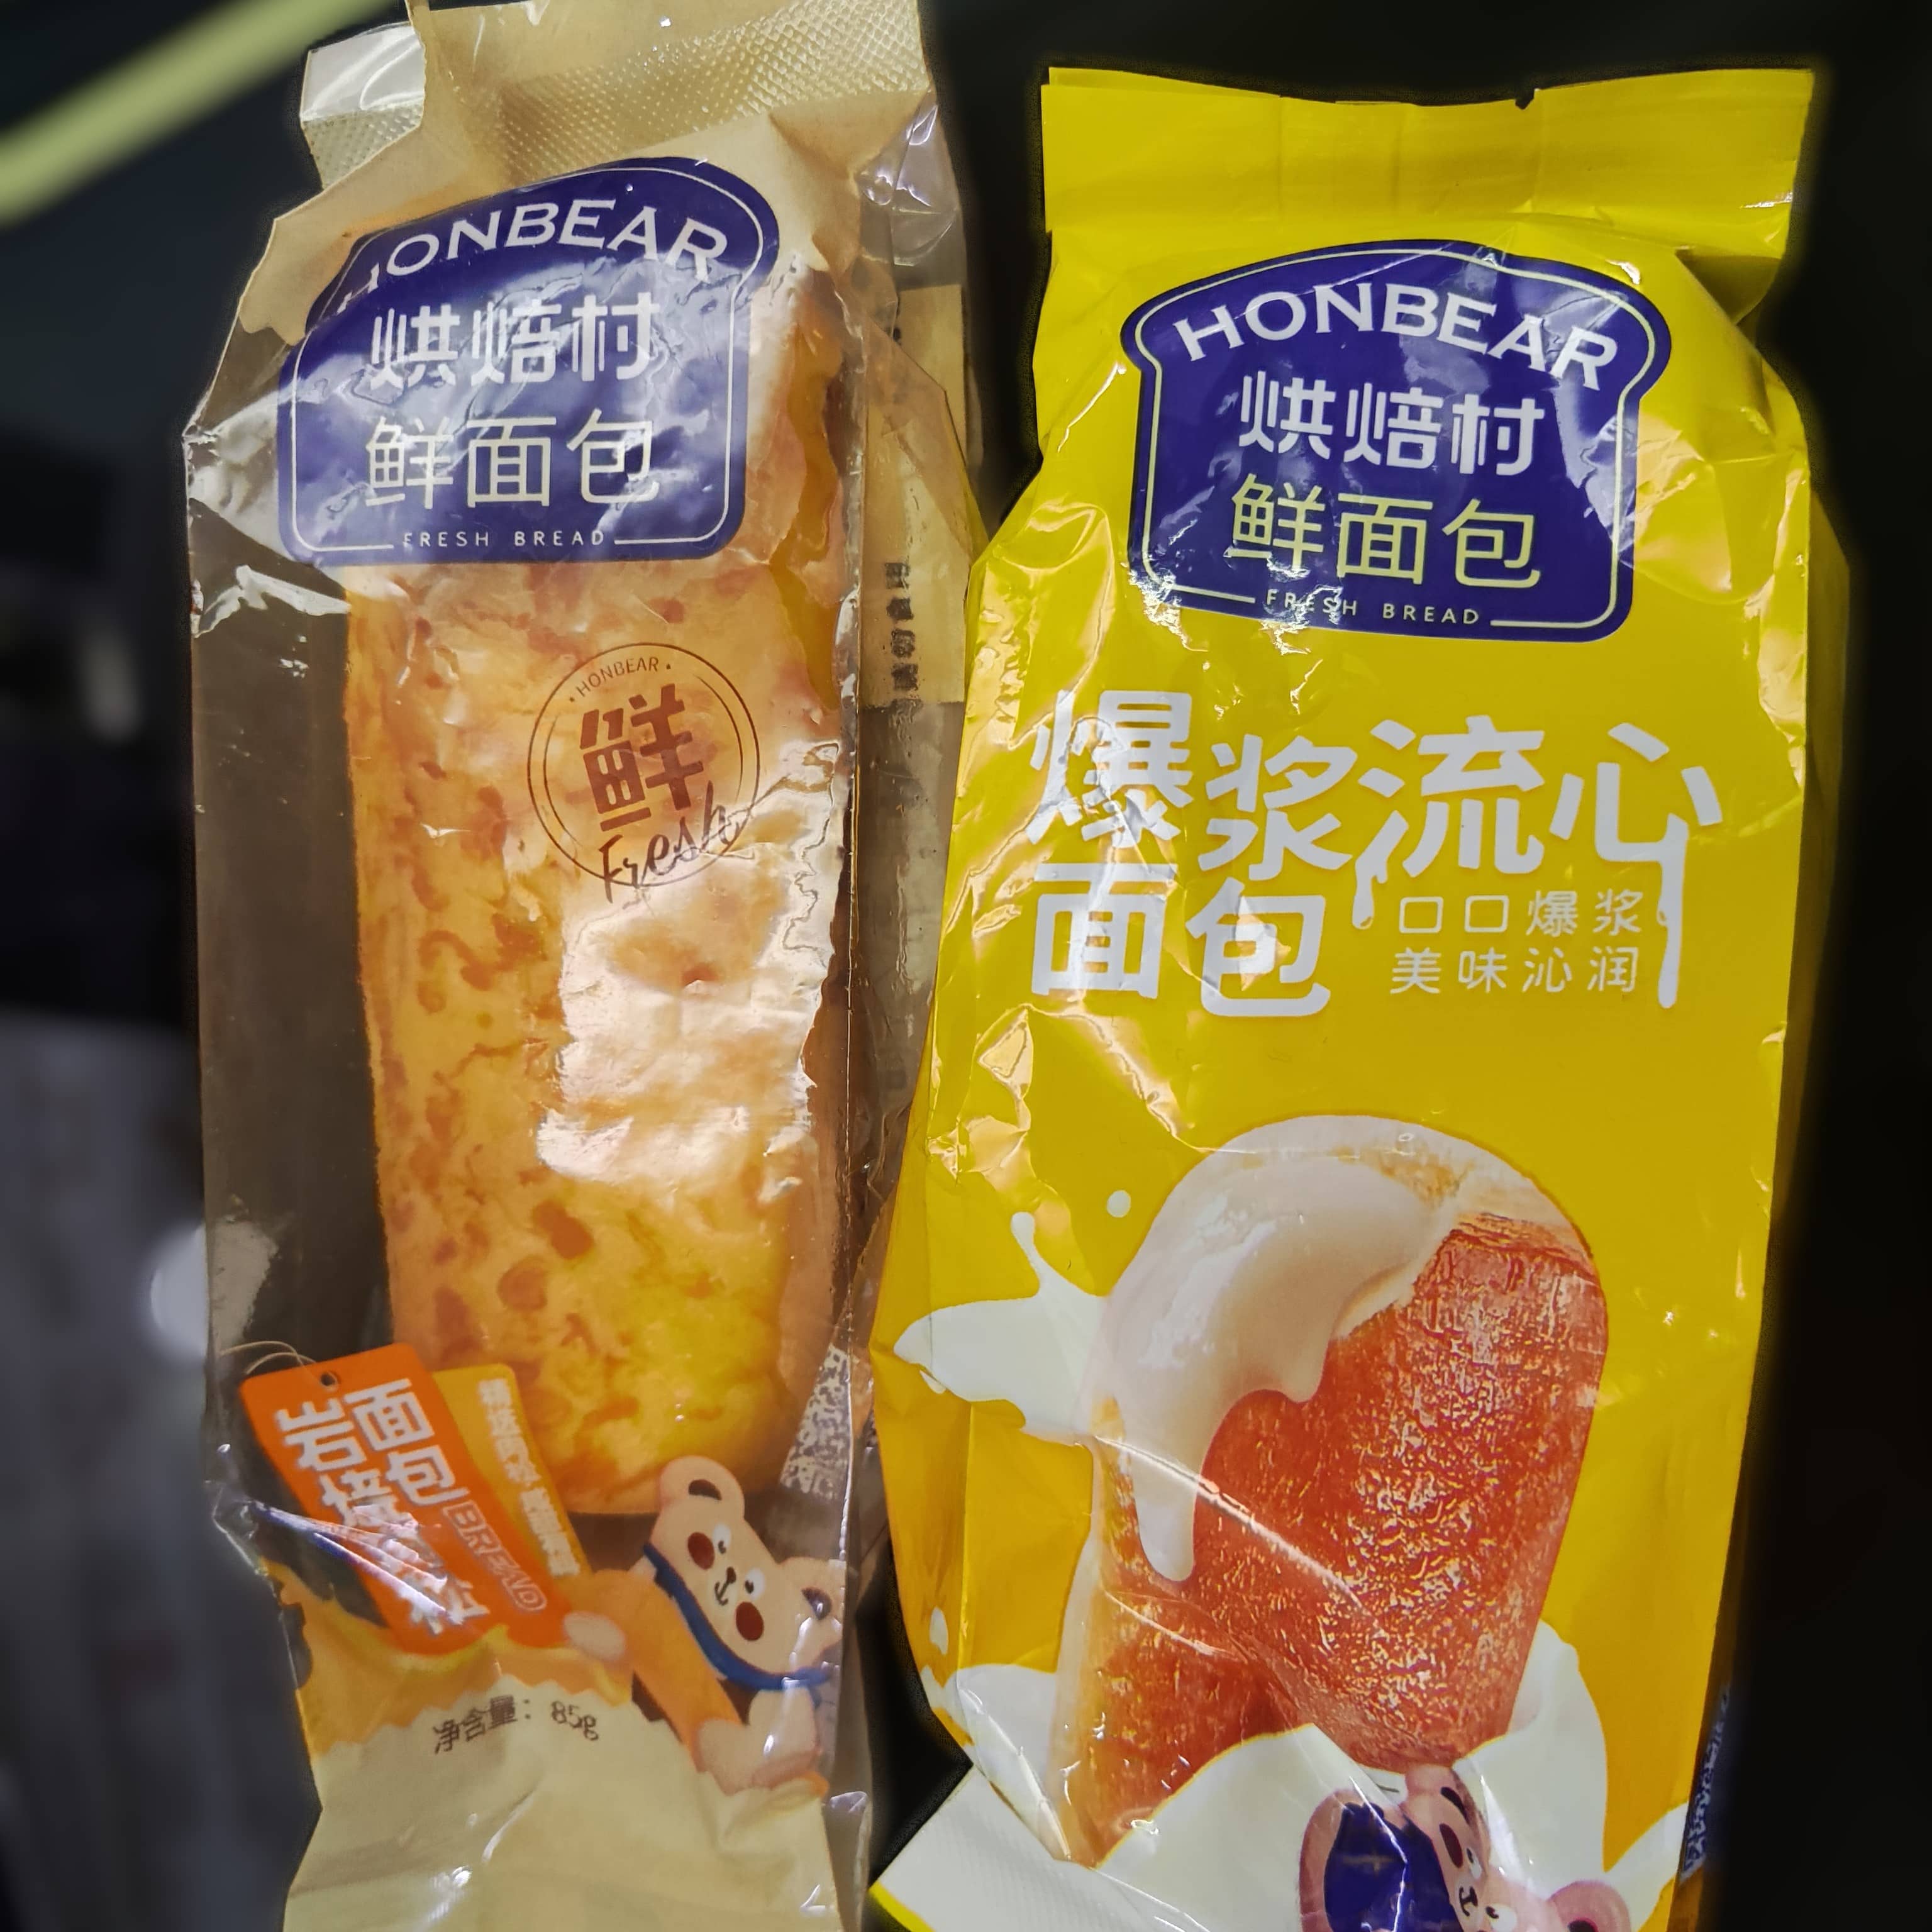 HONBEAR
烘焙村
鲜面包
FRESH BREAD
HONBEAR
鲜
Fresh
面包
BREAD
净含量: 85g
HONBEAR
烘焙村
鲜面包
FRESH BREAD
爆浆流心
面包
口口爆浆
美味沁润